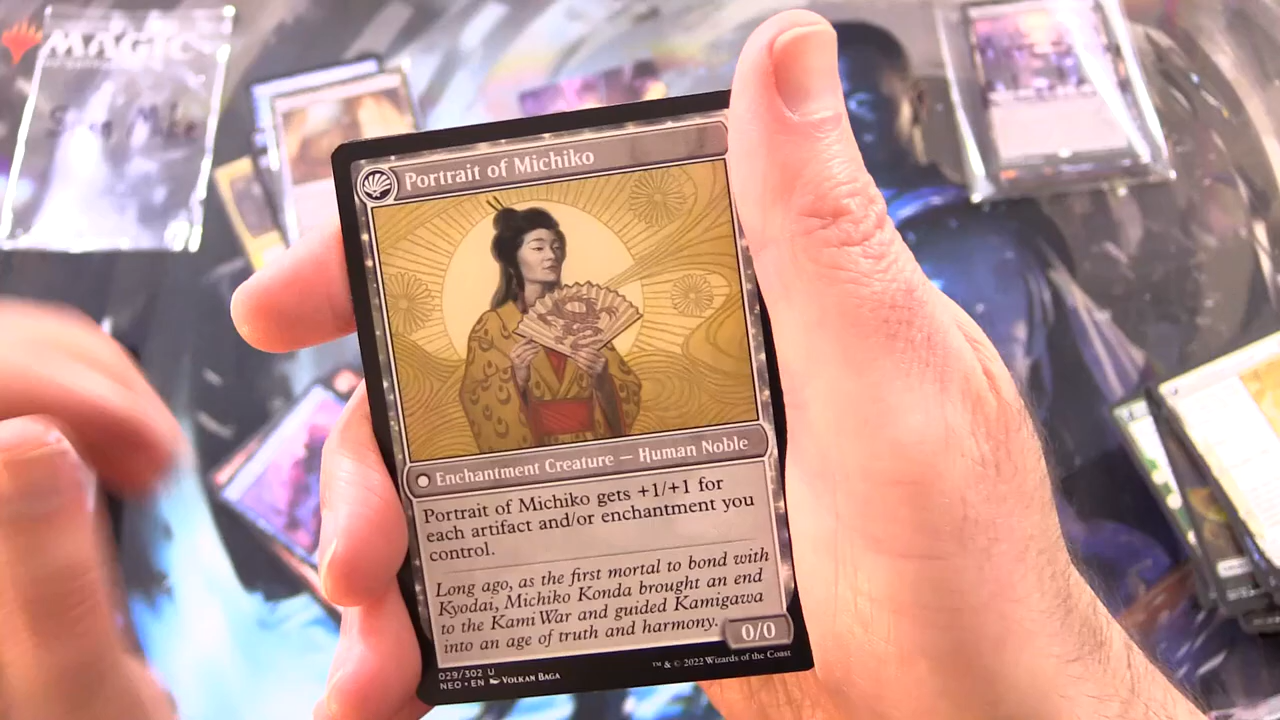 MAGIC
Portrait of Michiko
Enchantment Creature — Human Noble
Portrait of Michiko gets +1/+1 for
each artifact and/or enchantment you
control.
Long ago, as the first mortal to bond with
Kyodai, Michiko Konda brought an end
to the Kami War and guided Kamigawa
into an age of truth and harmony.
0/0
029/302 U
NEO • EN VOLKAN BAGA
™ & © 2022 Wizards of the Coast